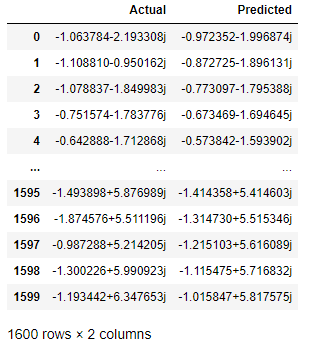 Actual Predicted
0 -1.063784-2.193308j -0.972352-1.996874j
1 -1.108810-0.950162j -0.872725-1.896131j
2 -1.078837-1.849983j -0.773097-1.795388j
3 -0.751574-1.783776j -0.673469-1.694645j
4 -0.642888-1.712868j -0.573842-1.593902j
... ... ...
1595 -1.493898+5.876989j -1.414358+5.414603j
1596 -1.874576+5.511196j -1.314730+5.515346j
1597 -0.987288+5.214205j -1.215103+5.616089j
1598 -1.300226+5.990923j -1.115475+5.716832j
1599 -1.193442+6.347653j -1.015847+5.817575j
1600 rows × 2 columns